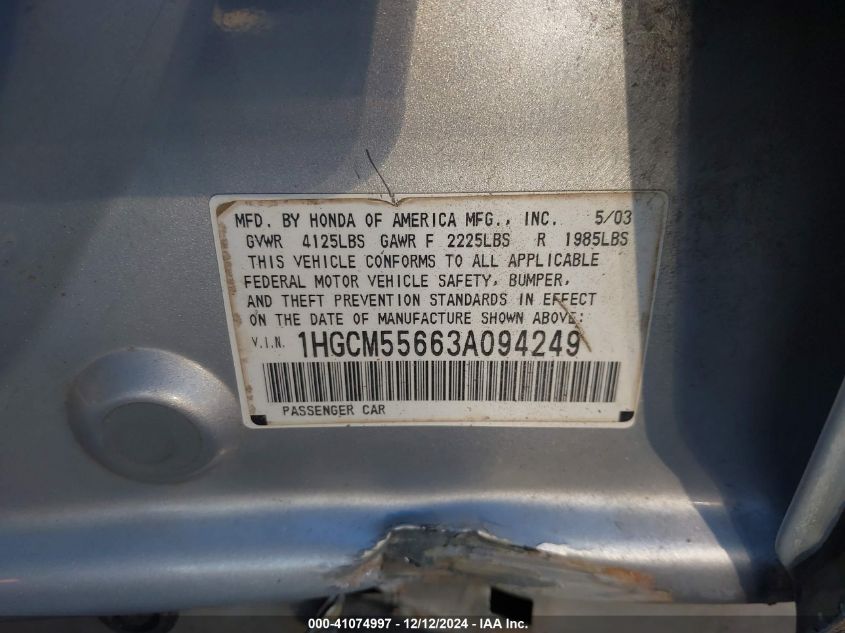 MFD. BY HONDA OF AMERICA MFG., INC. 5/03
GVWR 4125LBS GAWR F 2225LBS R 1985LBS
THIS VEHICLE CONFORMS TO ALL APPLICABLE
FEDERAL MOTOR VEHICLE SAFETY, BUMPER,
AND THEFT PREVENTION STANDARDS IN EFFECT
ON THE DATE OF MANUFACTURE SHOWN ABOVE:
V.I.N. 1HGCM55663A094249
PASSENGER CAR
000-41074997 - 12/12/2024 - IAA Inc.